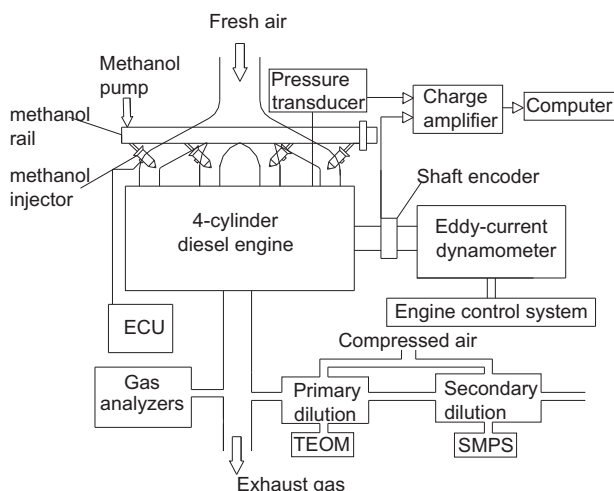 Fresh air
Methanol
pump
Pressure
transducer
Charge
amplifier
Computer
methanol
rail
methanol
injector
Shaft encoder
4-cylinder
diesel engine
Eddy-current
dynamometer
Engine control system
ECU
Compressed air
Gas
analyzers
Primary
dilution
Secondary
dilution
TEOM
SMPS
Exhaust gas